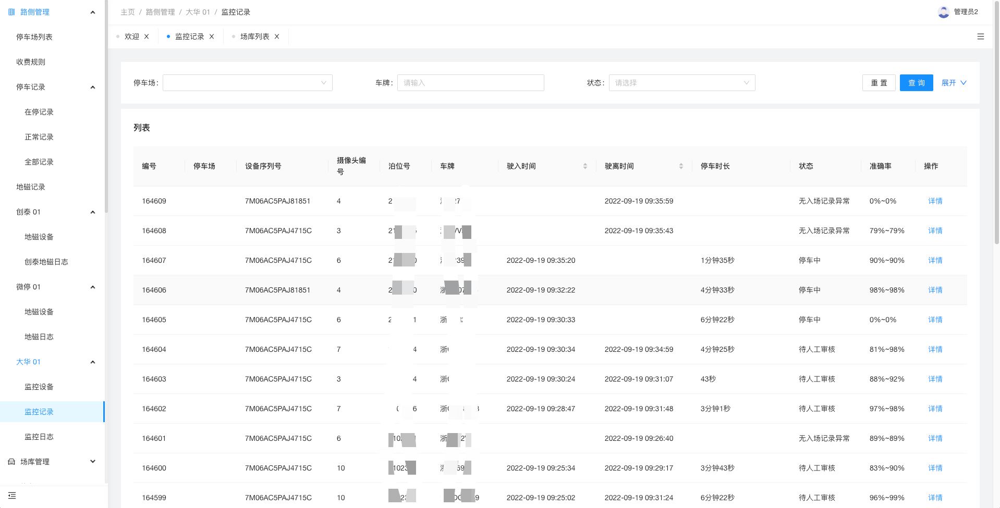 路侧管理
停车场列表
收费规则
停车记录
在停记录
正常记录
全部记录
地磁记录
创泰 01
地磁设备
创泰地磁日志
微停 01
地磁设备
地磁日志
大华 01
监控设备
监控记录
监控日志
场库管理
主页 / 路侧管理 / 大华 01 / 监控记录
管理员2
欢迎 X 监控记录 X 场库列表 X
停车场: 车牌: 请输入 状态: 请选择 重 置 查 询 展开
列表
编号 停车场 设备序列号 摄像头编号 泊位号 车牌 驶入时间 驶离时间 停车时长 状态 准确率 操作
164609 7M06AC5PAJ81851 4 2022-09-19 09:35:59 无入场记录异常 0%~0% 详情
164608 7M06AC5PAJ4715C 3 2022-09-19 09:35:43 无入场记录异常 79%~79% 详情
164607 7M06AC5PAJ4715C 6 2022-09-19 09:35:20 1分钟35秒 停车中 90%~90% 详情
164606 7M06AC5PAJ81851 4 浙 2022-09-19 09:32:22 4分钟33秒 停车中 98%~98% 详情
164605 7M06AC5PAJ4715C 6 浙 2022-09-19 09:30:33 6分钟22秒 停车中 0%~0% 详情
164604 7M06AC5PAJ4715C 7 浙 2022-09-19 09:30:34 2022-09-19 09:34:59 4分钟25秒 待人工审核 81%~98% 详情
164603 7M06AC5PAJ4715C 3 浙 2022-09-19 09:30:24 2022-09-19 09:31:07 43秒 待人工审核 88%~92% 详情
164602 7M06AC5PAJ4715C 7 浙 2022-09-19 09:28:47 2022-09-19 09:31:48 3分钟1秒 待人工审核 97%~98% 详情
164601 7M06AC5PAJ4715C 6 浙 2022-09-19 09:26:40 无入场记录异常 89%~89% 详情
164600 7M06AC5PAJ4715C 10 2022-09-19 09:25:34 2022-09-19 09:29:17 3分钟43秒 待人工审核 83%~90% 详情
164599 7M06AC5PAJ4715C 10 2022-09-19 09:25:02 2022-09-19 09:31:24 6分钟22秒 待人工审核 96%~99% 详情